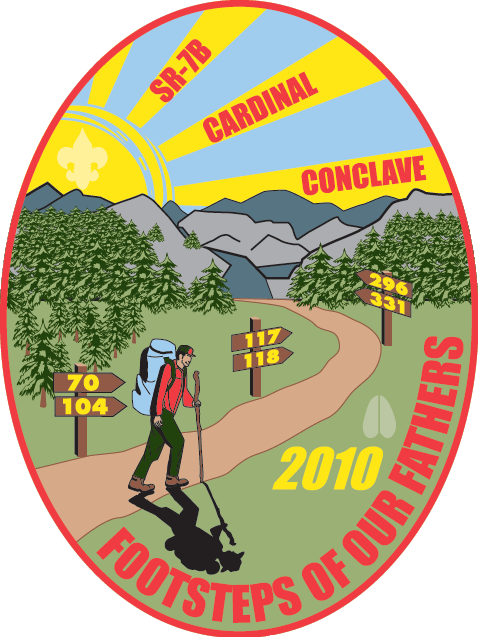 SR-7B
CARDINAL
CONCLAVE
296
331
117
118
70
104
2010
FOOTSTEPS OF OUR FATHERS